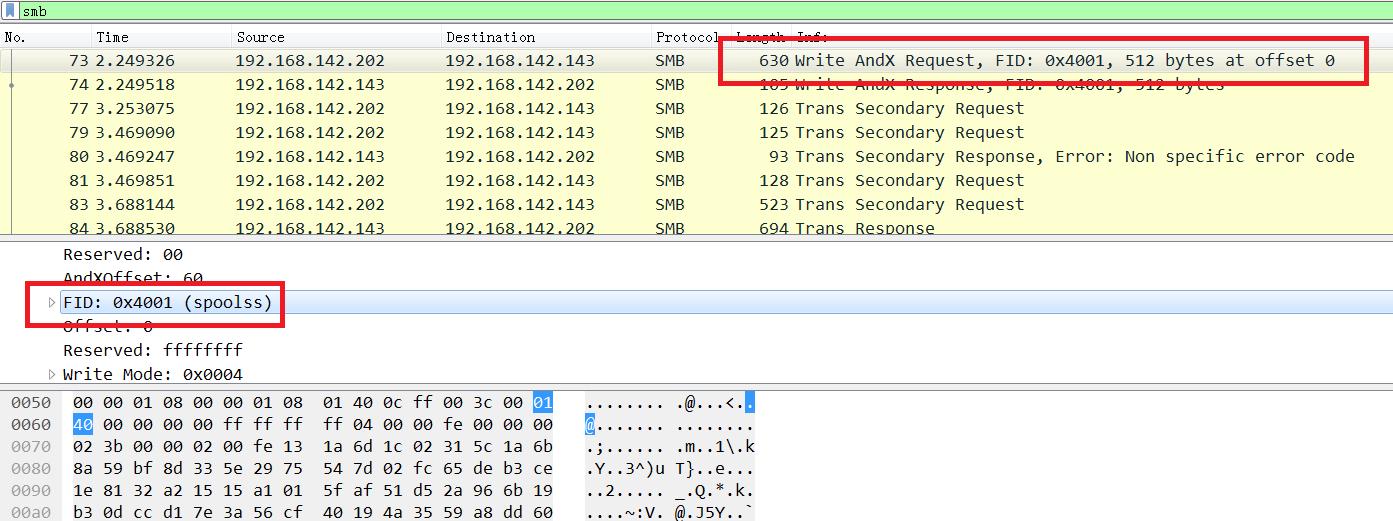 smb
No. Time Source Destination Protocol Length Info
73 2.249326 192.168.142.202 192.168.142.143 SMB 630 Write AndX Request, FID: 0x4001, 512 bytes at offset 0
74 2.249518 192.168.142.143 192.168.142.202 SMB 105 Write AndX Response, FID: 0x4001, 512 bytes
77 3.253075 192.168.142.202 192.168.142.143 SMB 126 Trans Secondary Request
79 3.469090 192.168.142.202 192.168.142.143 SMB 125 Trans Secondary Request
80 3.469247 192.168.142.143 192.168.142.202 SMB 93 Trans Secondary Response, Error: Non specific error code
81 3.469851 192.168.142.202 192.168.142.143 SMB 128 Trans Secondary Request
83 3.688144 192.168.142.202 192.168.142.143 SMB 523 Trans Secondary Request
84 3.688530 192.168.142.143 192.168.142.202 SMB 694 Trans Response
Reserved: 00
AndXOffset: 60
FID: 0x4001 (spoolss)
Offset: 0
Reserved: ffffffff
Write Mode: 0x0004
0050 00 00 01 08 00 00 01 08 01 40 0c ff 00 3c 00 01 ........ .@...<..
0060 40 00 00 00 00 ff ff ff ff 04 00 00 fe 00 00 00 @....... ........
0070 02 3b 00 00 02 00 fe 13 1a 6d 1c 02 31 5c 1a 6b .;...... .m..1\.k
0080 8a 59 bf 8d 33 5e 29 75 54 7d 02 fc 65 de b3 ce .Y..3^)u T}..e...
0090 1e 81 32 a2 15 15 a1 01 5f af 51 d5 2a 96 6b 19 ..2..... _.Q.*.k.
00a0 b3 0d cc d1 7e 3a 56 cf 40 19 4a 35 59 a8 dd 60 ....~:V. @.J5Y..`